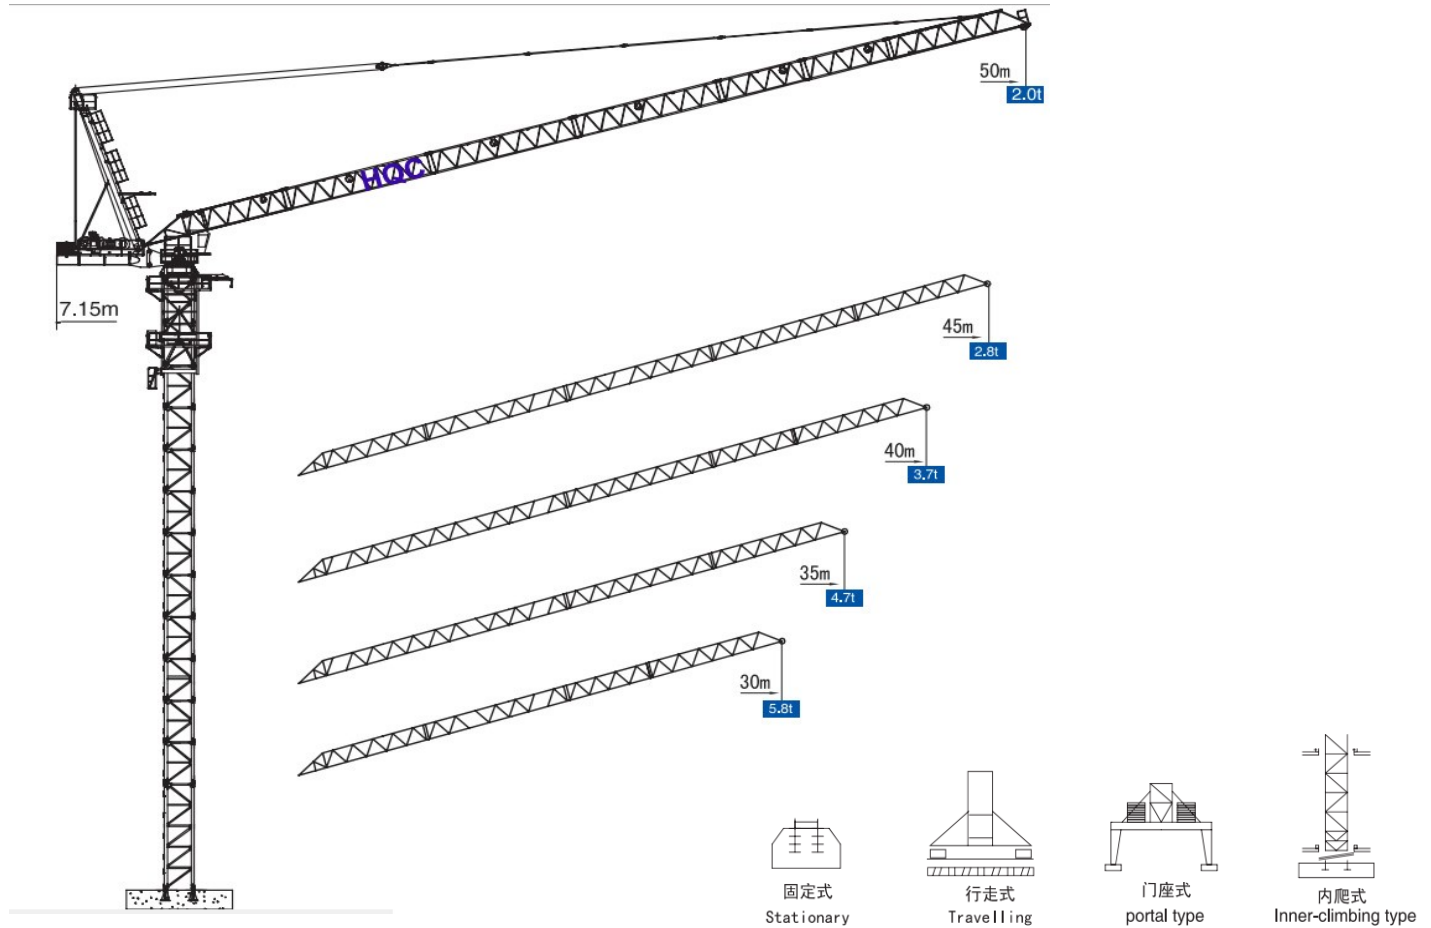 50m
2.0t
HQC
7.15m
45m
2.8t
40m
3.7t
35m
4.7t
30m
5.8t
固定式
Stationary
行走式
Travelling
门座式
portal type
内爬式
Inner-climbing type